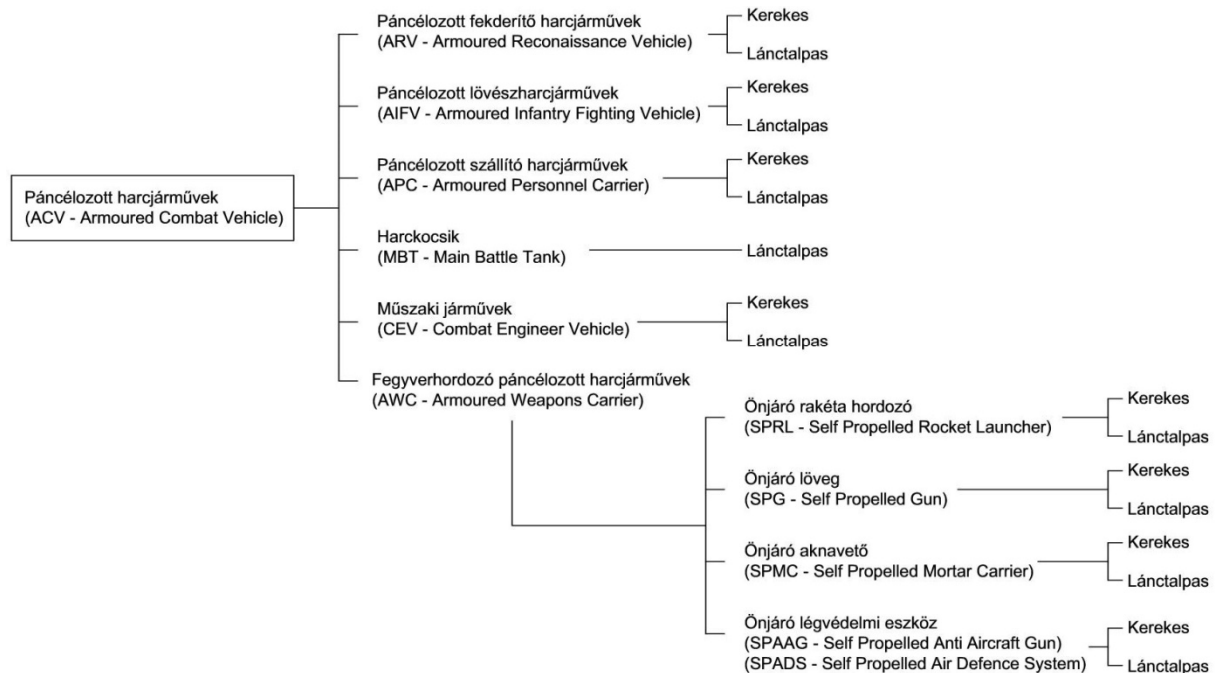 Páncélozott harcjárművek
(ACV - Armoured Combat Vehicle)
Páncélozott fekderítő harcjárművek
(ARV - Armoured Reconaissance Vehicle)
Kerekes
Lánctalpas
Páncélozott lövészharcjárművek
(AIFV - Armoured Infantry Fighting Vehicle)
Kerekes
Lánctalpas
Páncélozott szállító harcjárművek
(APC - Armoured Personnel Carrier)
Kerekes
Lánctalpas
Harckocsik
(MBT - Main Battle Tank)
Lánctalpas
Műszaki járművek
(CEV - Combat Engineer Vehicle)
Kerekes
Lánctalpas
Fegyverhordozó páncélozott harcjárművek
(AWC - Armoured Weapons Carrier)
Önjáró rakéta hordozó
(SPRL - Self Propelled Rocket Launcher)
Kerekes
Lánctalpas
Önjáró löveg
(SPG - Self Propelled Gun)
Kerekes
Lánctalpas
Önjáró aknavető
(SPMC - Self Propelled Mortar Carrier)
Kerekes
Lánctalpas
Önjáró légvédelmi eszköz
(SPAAG - Self Propelled Anti Aircraft Gun)
(SPADS - Self Propelled Air Defence System)
Kerekes
Lánctalpas